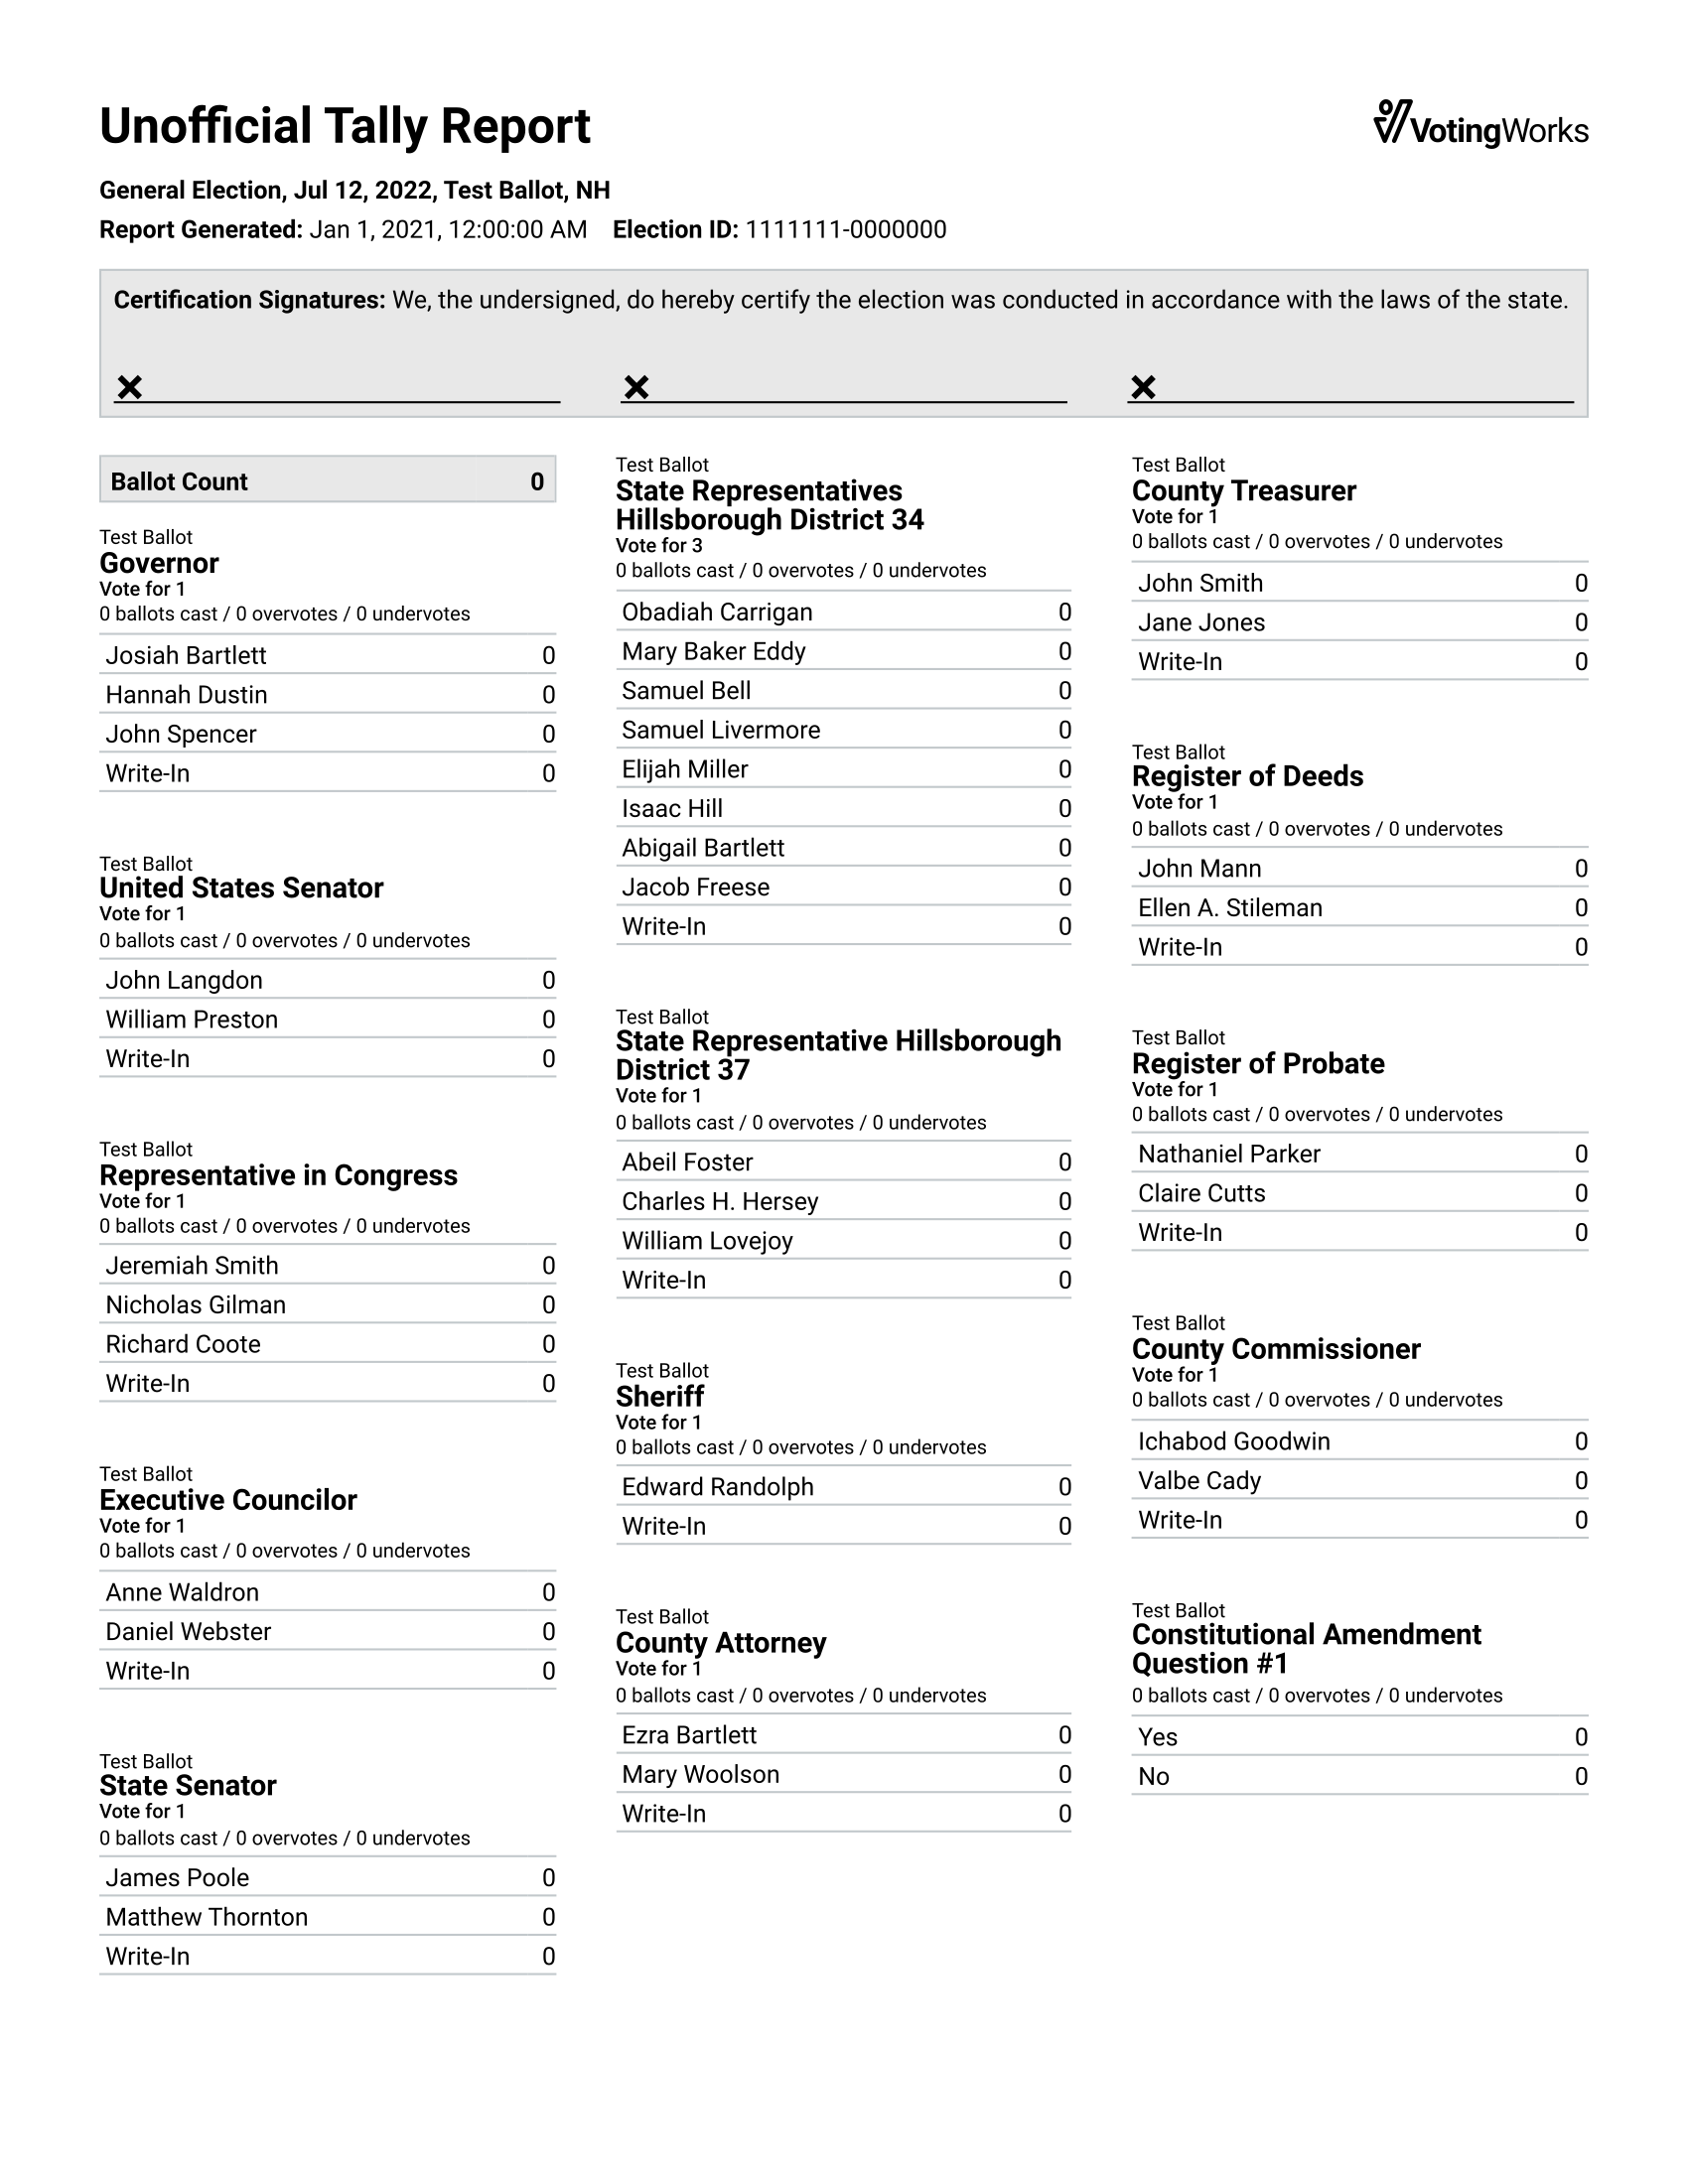 Unofficial Tally Report
VotingWorks
General Election, Jul 12, 2022, Test Ballot, NH
Report Generated: Jan 1, 2021, 12:00:00 AM Election ID: 1111111-0000000
Certification Signatures: We, the undersigned, do hereby certify the election was conducted in accordance with the laws of the state.
Ballot Count 0
Test Ballot
Governor
Vote for 1
0 ballots cast / 0 overvotes / 0 undervotes
Josiah Bartlett 0
Hannah Dustin 0
John Spencer 0
Write-In 0
Test Ballot
United States Senator
Vote for 1
0 ballots cast / 0 overvotes / 0 undervotes
John Langdon 0
William Preston 0
Write-In 0
Test Ballot
Representative in Congress
Vote for 1
0 ballots cast / 0 overvotes / 0 undervotes
Jeremiah Smith 0
Nicholas Gilman 0
Richard Coote 0
Write-In 0
Test Ballot
Executive Councilor
Vote for 1
0 ballots cast / 0 overvotes / 0 undervotes
Anne Waldron 0
Daniel Webster 0
Write-In 0
Test Ballot
State Senator
Vote for 1
0 ballots cast / 0 overvotes / 0 undervotes
James Poole 0
Matthew Thornton 0
Write-In 0
Test Ballot
State Representatives
Hillsborough District 34
Vote for 3
0 ballots cast / 0 overvotes / 0 undervotes
Obadiah Carrigan 0
Mary Baker Eddy 0
Samuel Bell 0
Samuel Livermore 0
Elijah Miller 0
Isaac Hill 0
Abigail Bartlett 0
Jacob Freese 0
Write-In 0
Test Ballot
State Representative Hillsborough
District 37
Vote for 1
0 ballots cast / 0 overvotes / 0 undervotes
Abeil Foster 0
Charles H. Hersey 0
William Lovejoy 0
Write-In 0
Test Ballot
Sheriff
Vote for 1
0 ballots cast / 0 overvotes / 0 undervotes
Edward Randolph 0
Write-In 0
Test Ballot
County Attorney
Vote for 1
0 ballots cast / 0 overvotes / 0 undervotes
Ezra Bartlett 0
Mary Woolson 0
Write-In 0
Test Ballot
County Treasurer
Vote for 1
0 ballots cast / 0 overvotes / 0 undervotes
John Smith 0
Jane Jones 0
Write-In 0
Test Ballot
Register of Deeds
Vote for 1
0 ballots cast / 0 overvotes / 0 undervotes
John Mann 0
Ellen A. Stileman 0
Write-In 0
Test Ballot
Register of Probate
Vote for 1
0 ballots cast / 0 overvotes / 0 undervotes
Nathaniel Parker 0
Claire Cutts 0
Write-In 0
Test Ballot
County Commissioner
Vote for 1
0 ballots cast / 0 overvotes / 0 undervotes
Ichabod Goodwin 0
Valbe Cady 0
Write-In 0
Test Ballot
Constitutional Amendment
Question #1
0 ballots cast / 0 overvotes / 0 undervotes
Yes 0
No 0